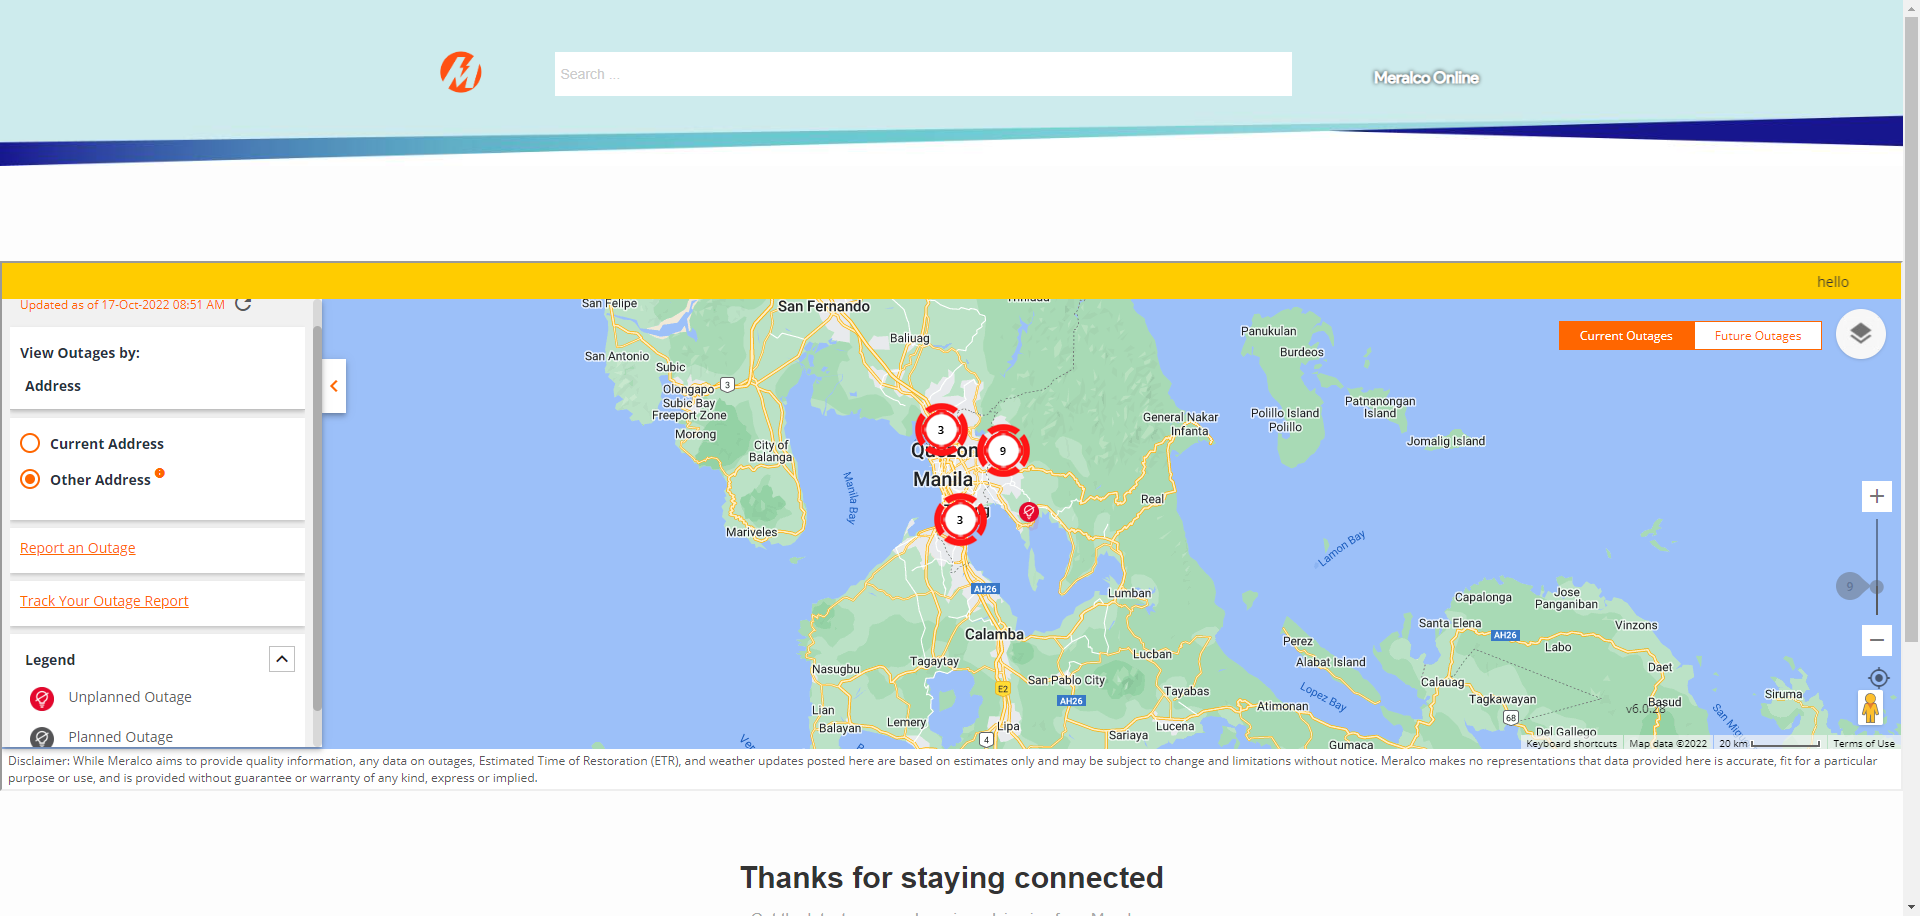 Search ...
Meralco Online
hello
Updated as of 17-Oct-2022 08:51 AM
View Outages by:
Address
Current Address
Other Address
Report an Outage
Track Your Outage Report
Legend
Unplanned Outage
Planned Outage
Current Outages
Future Outages
San Felipe
San Fernando
Trinidad
Panukulan
Baliuag
Burdeos
San Antonio
Subic
3
Olongapo
Subic Bay
Freeport Zone
Patnanongan
Island
Polillo Island
Polillo
General Nakar
Infanta
Morong
City of
Balanga
3
Jomalig Island
9
Manila
Manila Bay
Real
3
Mariveles
Lamon Bay
AH26
Lumban
9
Capalonga
Jose
Panganiban
Santa Elena
Vinzons
Calamba
AH26
Perez
Labo
Lucban
Alabat Island
Tagaytay
Nasugbu
Daet
San Pablo City
Calauag
E2
Tayabas
Lopez Bay
AH26
Tagkawayan
Siruma
Atimonan
Basud
v6.0.28
Lian
68
Lemery
Lipa
Lucena
Balayan
4
Sariaya
Del Gallego
Gumaca
Keyboard shortcuts
Map data ©2022
20 km
Terms of Use
Disclaimer: While Meralco aims to provide quality information, any data on outages, Estimated Time of Restoration (ETR), and weather updates posted here are based on estimates only and may be subject to change and limitations without notice. Meralco makes no representations that data provided here is accurate, fit for a particular
purpose or use, and is provided without guarantee or warranty of any kind, express or implied.
Thanks for staying connected